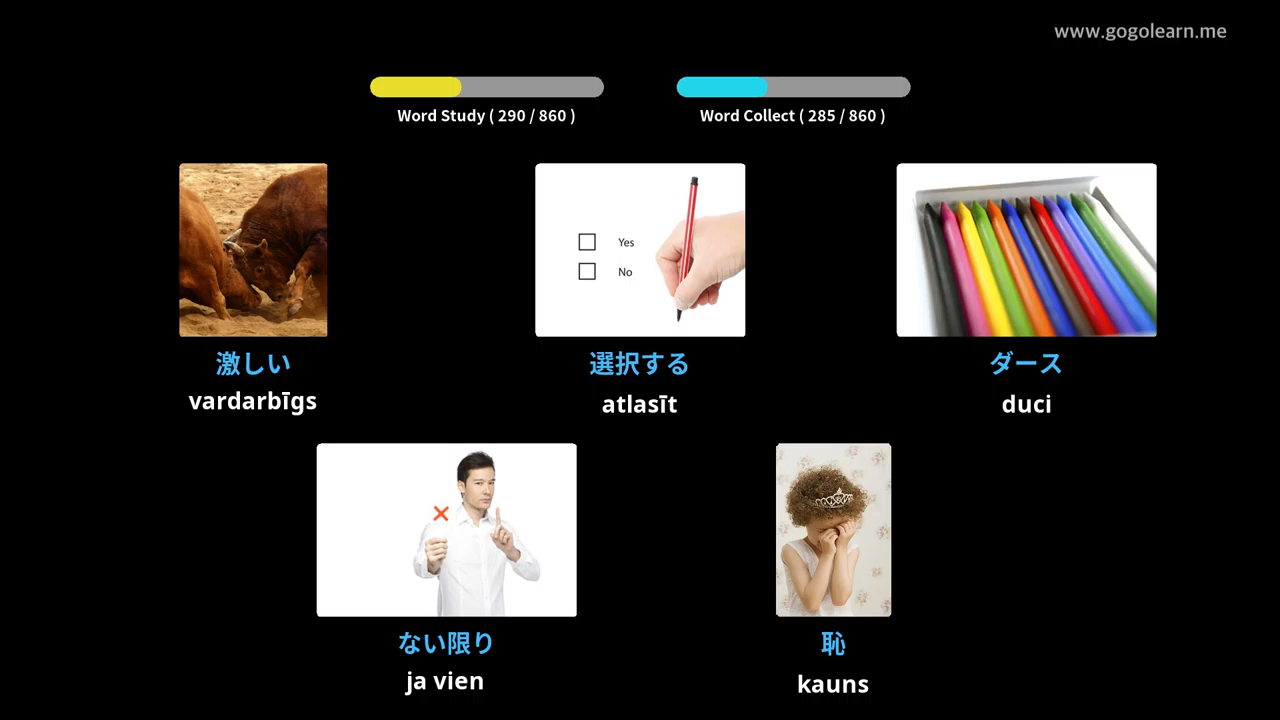 www.gogolearn.me
Word Study ( 290 / 860 )
Word Collect ( 285 / 860 )
Yes
No
激しい
vardarbīgs
選択する
atlasīt
ダース
duci
ない限り
ja vien
恥
kauns